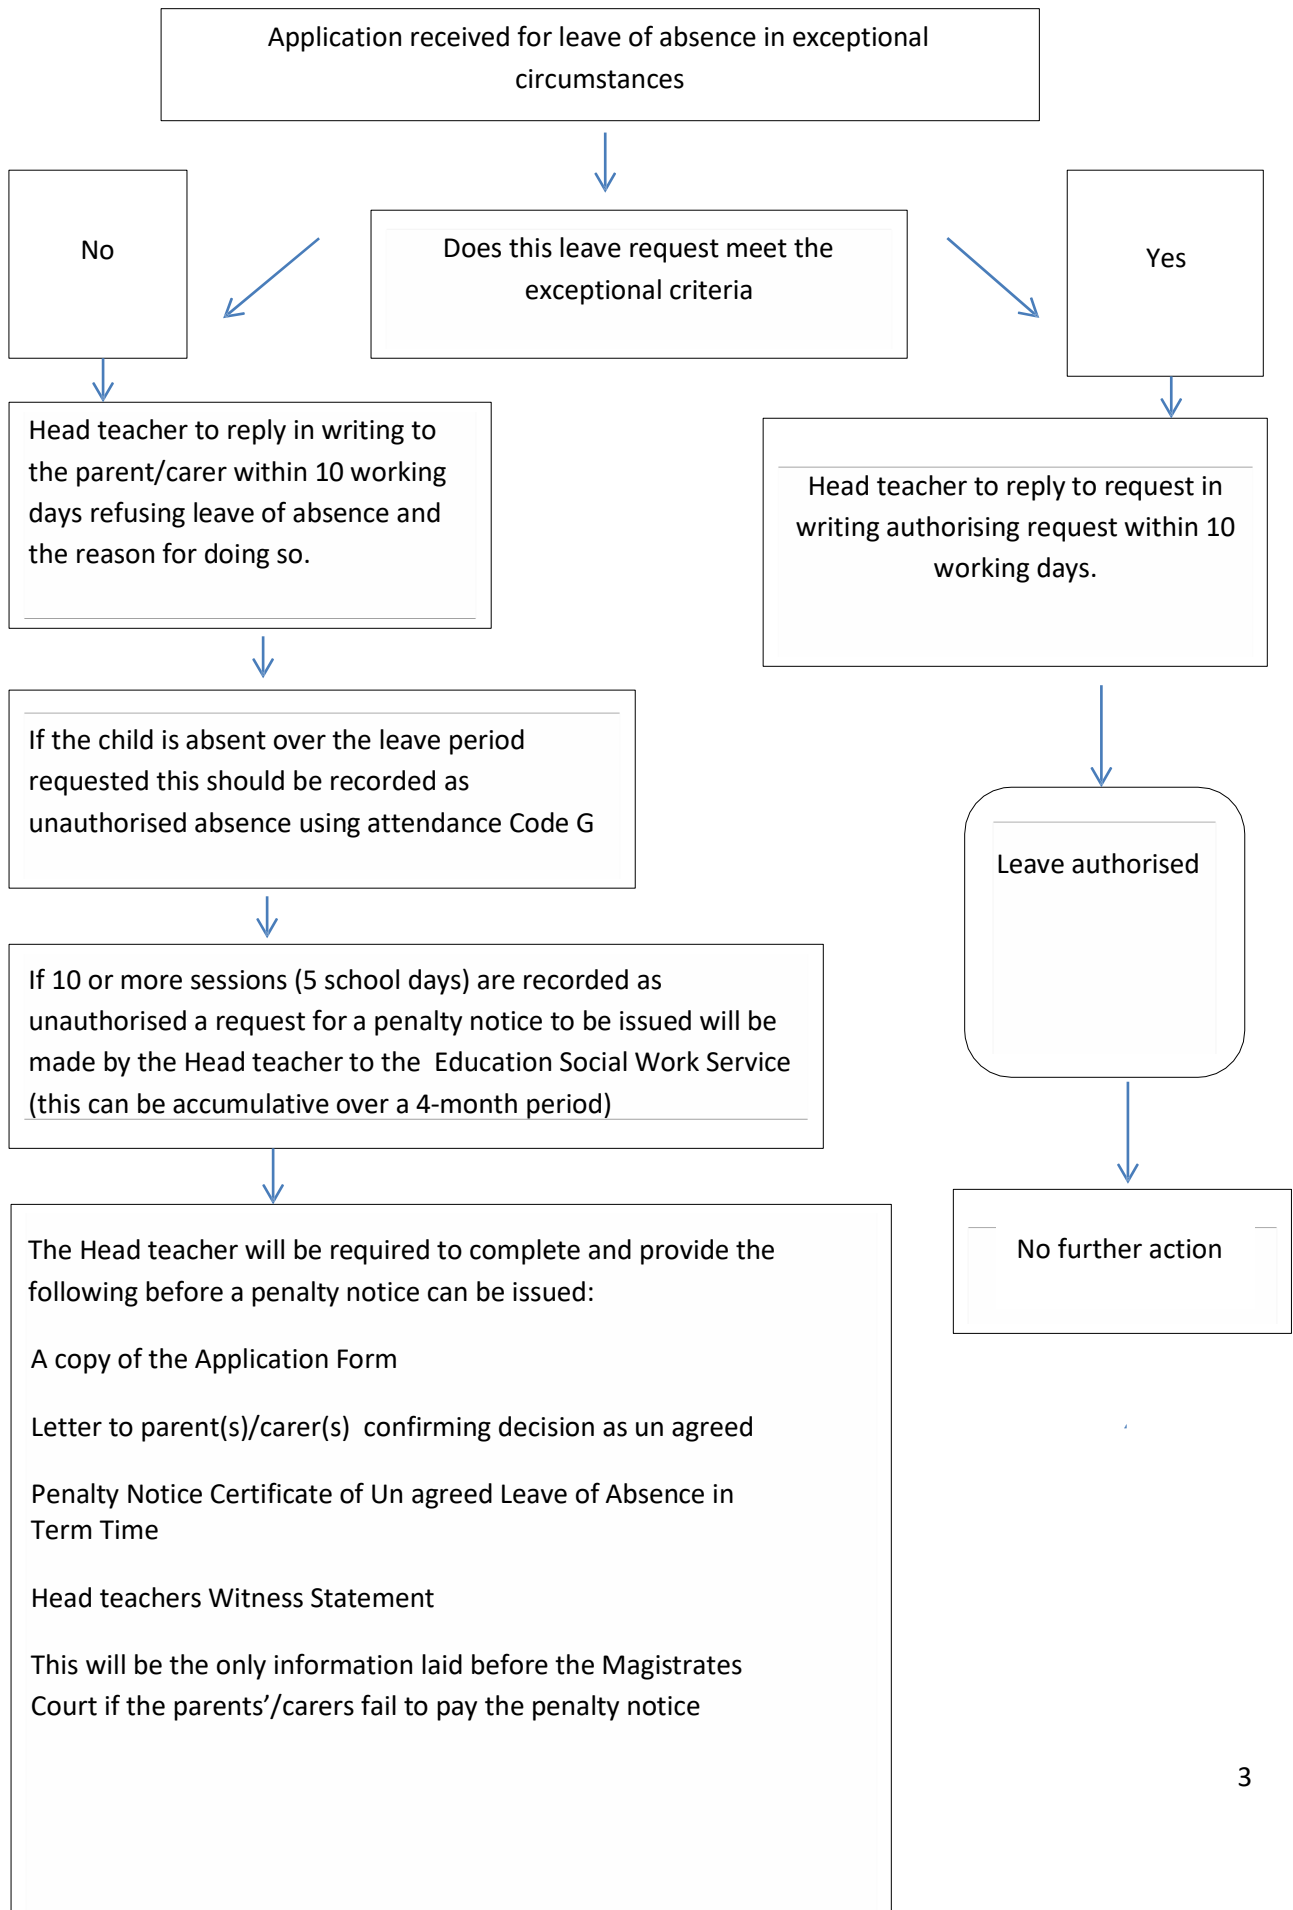 Application received for leave of absence in exceptional
circumstances
No
Does this leave request meet the
exceptional criteria
Yes
Head teacher to reply in writing to
the parent/carer within 10 working
days refusing leave of absence and
the reason for doing so.
Head teacher to reply to request in
writing authorising request within 10
working days.
If the child is absent over the leave period
requested this should be recorded as
unauthorised absence using attendance Code G
Leave authorised
If 10 or more sessions (5 school days) are recorded as
unauthorised a request for a penalty notice to be issued will be
made by the Head teacher to the  Education Social Work Service
(this can be accumulative over a 4-month period)
No further action
The Head teacher will be required to complete and provide the
following before a penalty notice can be issued:
A copy of the Application Form
Letter to parent(s)/carer(s)  confirming decision as un agreed
Penalty Notice Certificate of Un agreed Leave of Absence in
Term Time
Head teachers Witness Statement
This will be the only information laid before the Magistrates
Court if the parents’/carers fail to pay the penalty notice
3